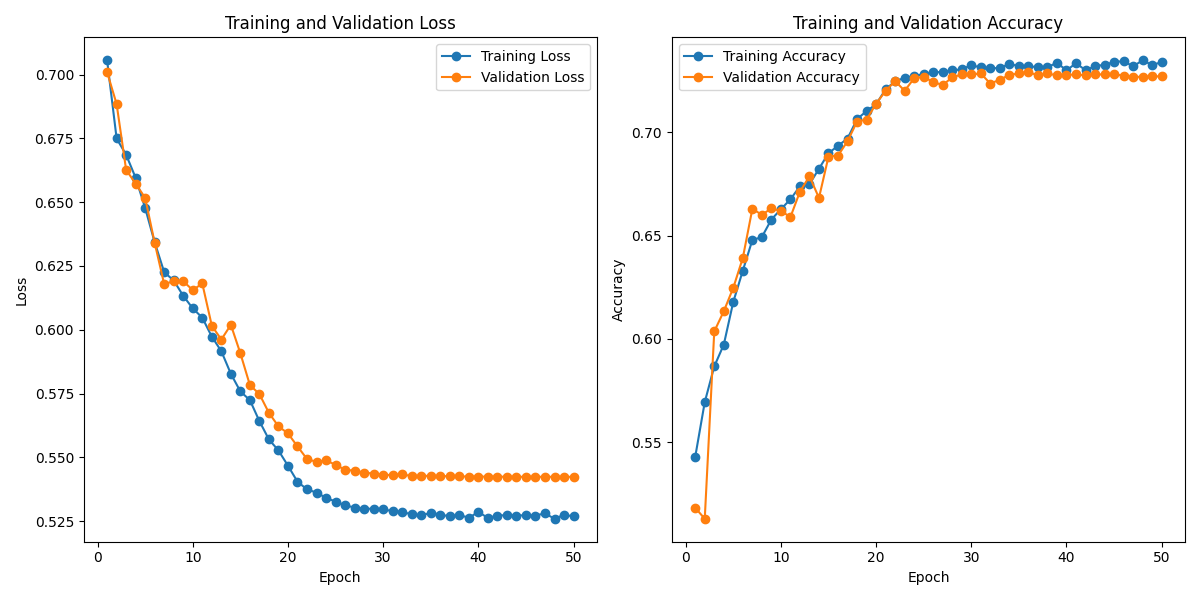 Training and Validation Loss
Training Loss
Validation Loss
0.700
0.675
0.650
0.625
0.600
0.575
0.550
0.525
Loss
0
10
20
30
40
50
Epoch
Training and Validation Accuracy
Training Accuracy
Validation Accuracy
0.70
0.65
0.60
0.55
Accuracy
0
10
20
30
40
50
Epoch